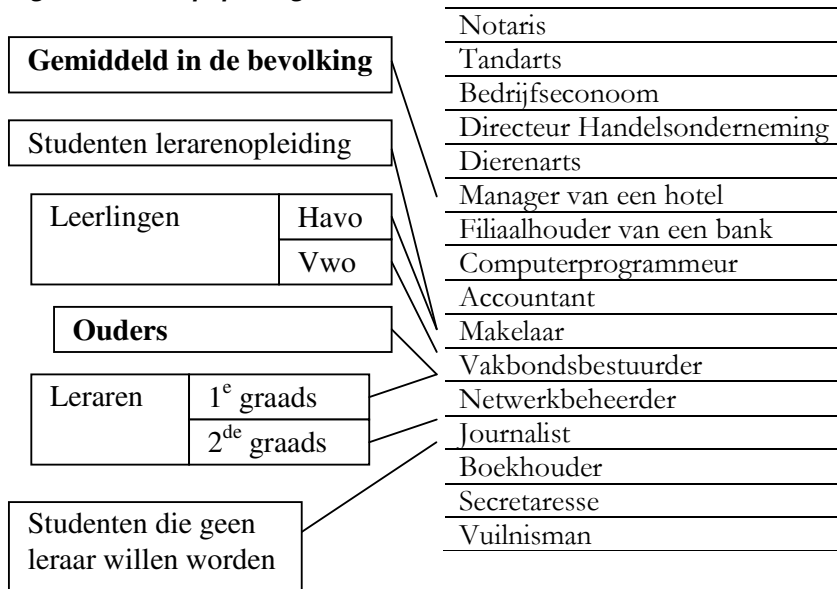 Notaris
Gemiddeld in de bevolking
Tandarts
Bedrijfseconoom
Directeur Handelsonderneming
Studenten lerarenopleiding
Dierenarts
Manager van een hotel
Leerlingen
Havo
Filiaalhouder van een bank
Vwo
Computerprogrammeur
Accountant
Ouders
Makelaar
Vakbondsbestuurder
Leraren
1e graads
Netwerkbeheerder
2de graads
Journalist
Boekhouder
Secretaresse
Studenten die geen
leraar willen worden
Vuilnisman